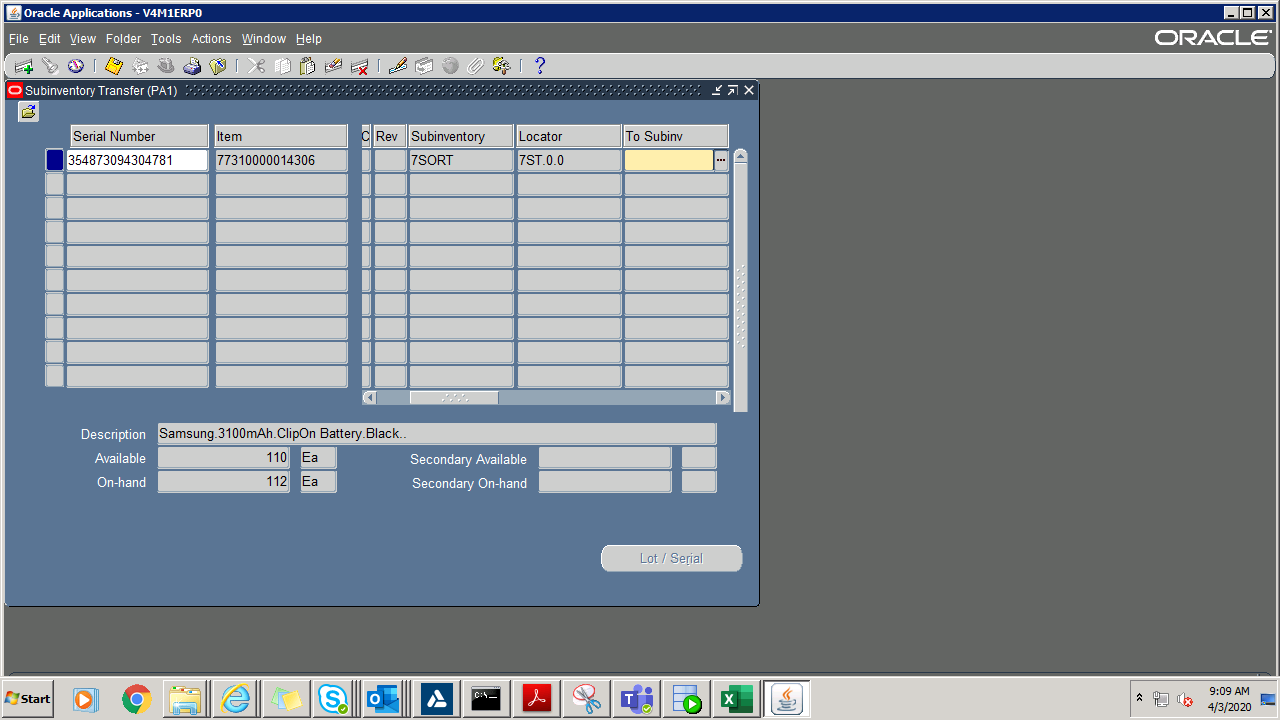 Oracle Applications - V4M1ERP0
File Edit View Folder Tools Actions Window Help
ORACLE
Subinventory Transfer (PA1)
Serial Number Item C Rev Subinventory Locator To Subinv
354873094304781 77310000014306 7SORT 7ST.0.0
Description Samsung.3100mAh.ClipOn Battery.Black..
Available 110 Ea Secondary Available
On-hand 112 Ea Secondary On-hand
Lot / Serial
Start
C:\
9:09 AM
4/3/2020